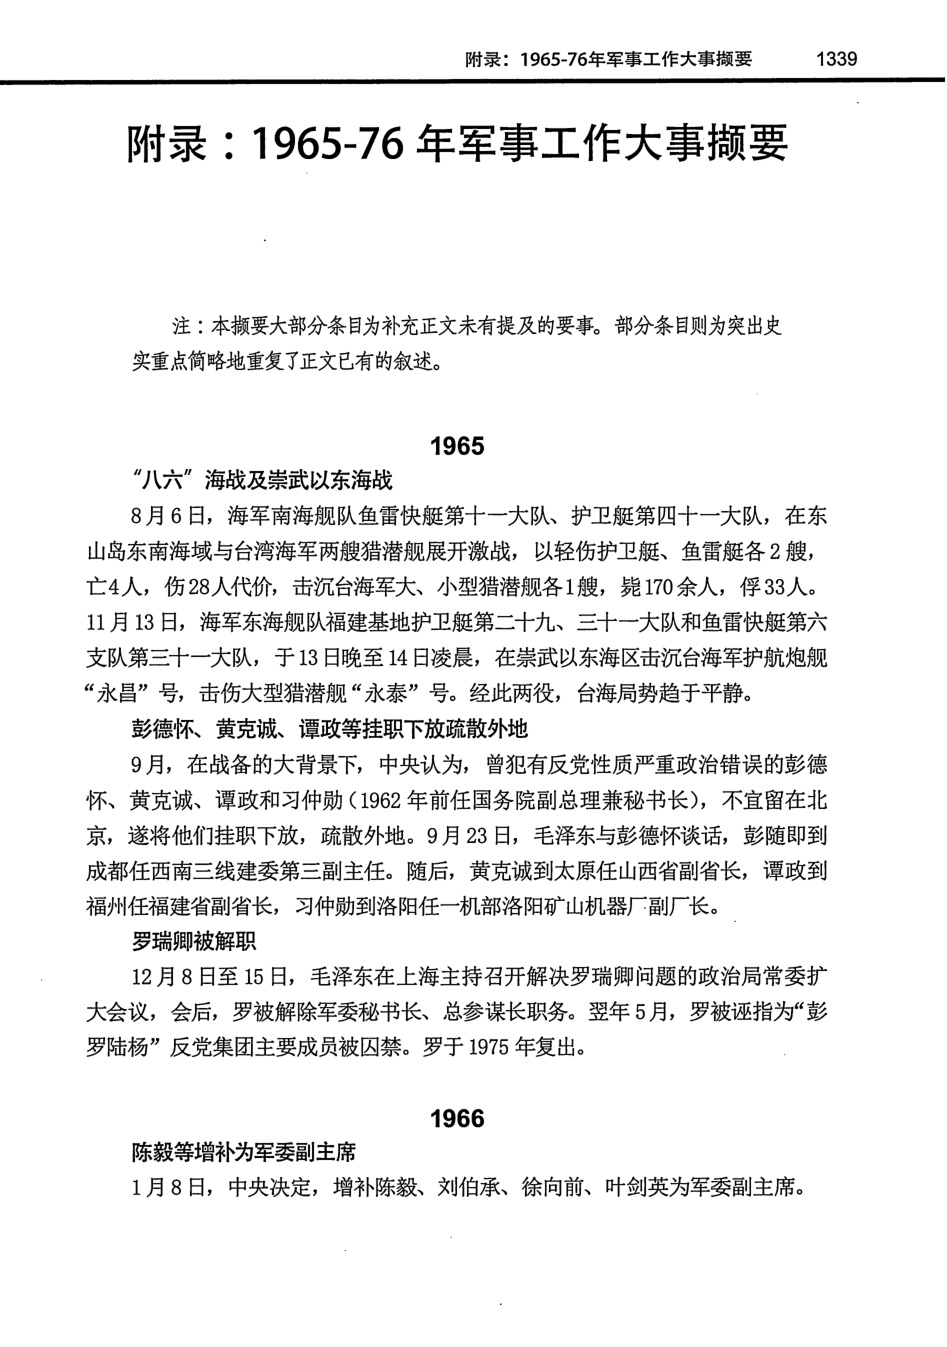 附录：1965-76年军事工作大事撷要 1339
附录：1965-76 年军事工作大事撷要
注：本撷要大部分条目为补充正文未有提及的要事。部分条目则为突出史
实重点简略地重复了正文已有的叙述。
1965
“八六”海战及崇武以东海战
8月6日，海军南海舰队鱼雷快艇第十一大队、护卫艇第四十一大队，在东
山岛东南海域与台湾海军两艘猎潜舰展开激战，以轻伤护卫艇、鱼雷艇各2艘，
亡4人，伤28人代价，击沉台海军大、小型猎潜舰各1艘，毙170余人，俘33人。
11月13日，海军东海舰队福建基地护卫艇第二十九、三十一大队和鱼雷快艇第六
支队第三十一大队，于13日晚至14日凌晨，在崇武以东海区击沉台海军护航炮舰
“永昌”号，击伤大型猎潜舰“永泰”号。经此两役，台海局势趋于平静。
彭德怀、黄克诚、谭政等挂职下放疏散外地
9月，在战备的大背景下，中央认为，曾犯有反党性质严重政治错误的彭德
怀、黄克诚、谭政和习仲勋（1962年前任国务院副总理兼秘书长），不宜留在北
京，遂将他们挂职下放，疏散外地。9月23日，毛泽东与彭德怀谈话，彭随即到
成都任西南三线建委第三副主任。随后，黄克诚到太原任山西省副省长，谭政到
福州任福建省副省长，习仲勋到洛阳任一机部洛阳矿山机器厂副厂长。
罗瑞卿被解职
12月8日至15日，毛泽东在上海主持召开解决罗瑞卿问题的政治局常委扩
大会议，会后，罗被解除军委秘书长、总参谋长职务。翌年5月，罗被诬指为“彭
罗陆杨”反党集团主要成员被囚禁。罗于1975年复出。
1966
陈毅等增补为军委副主席
1月8日，中央决定，增补陈毅、刘伯承、徐向前、叶剑英为军委副主席。